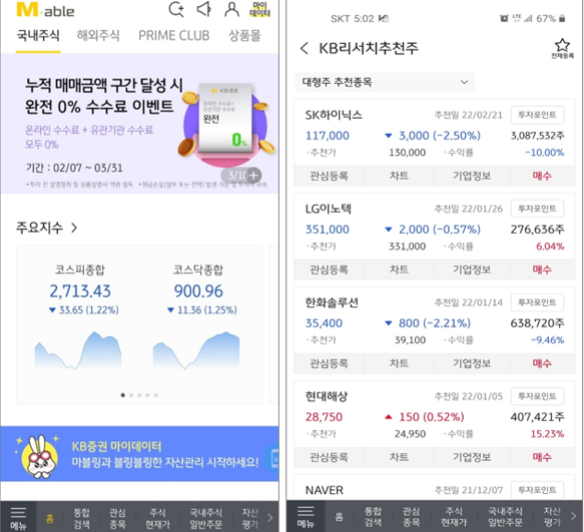 M-able
마이
데이터
국내주식 해외주식 PRIME CLUB 상품몰
누적 매매금액 구간 달성 시
완전 0% 수수료 이벤트
온라인 수수료 + 유관기관 수수료
모두 0%
기간 : 02/07 ~ 03/31
KB증권
완전
0%
3/10 +
주요지수 >
코스피종합
2,713.43
▼ 33.65 (1.22%)
코스닥종합
900.96
▼ 11.36 (1.25%)
KB증권 마이데이터
마블링과 블링블링한 자산관리 시작하세요!
메뉴
홈
통합
검색
관심
종목
주식
현재가
국내주식
일반주문
자산
평가
SKT 5:02
67%
KB리서치추천주
전체등록
대형주 추천종목
SK하이닉스 추천일 22/02/21 투자포인트
117,000 ▼ 3,000 (-2.50%) 3,087,532주
·추천가 130,000 ·수익률 -10.00%
관심등록 차트 기업정보 매수
LG이노텍 추천일 22/01/26 투자포인트
351,000 ▼ 2,000 (-0.57%) 276,636주
·추천가 331,000 ·수익률 6.04%
관심등록 차트 기업정보 매수
한화솔루션 추천일 22/01/14 투자포인트
35,400 ▼ 800 (-2.21%) 638,720주
·추천가 39,100 ·수익률 -9.46%
관심등록 차트 기업정보 매수
현대해상 추천일 22/01/05 투자포인트
28,750 ▲ 150 (0.52%) 407,421주
·추천가 24,950 ·수익률 15.23%
관심등록 차트 기업정보 매수
NAVER 추천일 21/12/07 투자포인트
메뉴
홈
통합
검색
관심
종목
주식
현재가
국내주식
일반주문
자산
평가